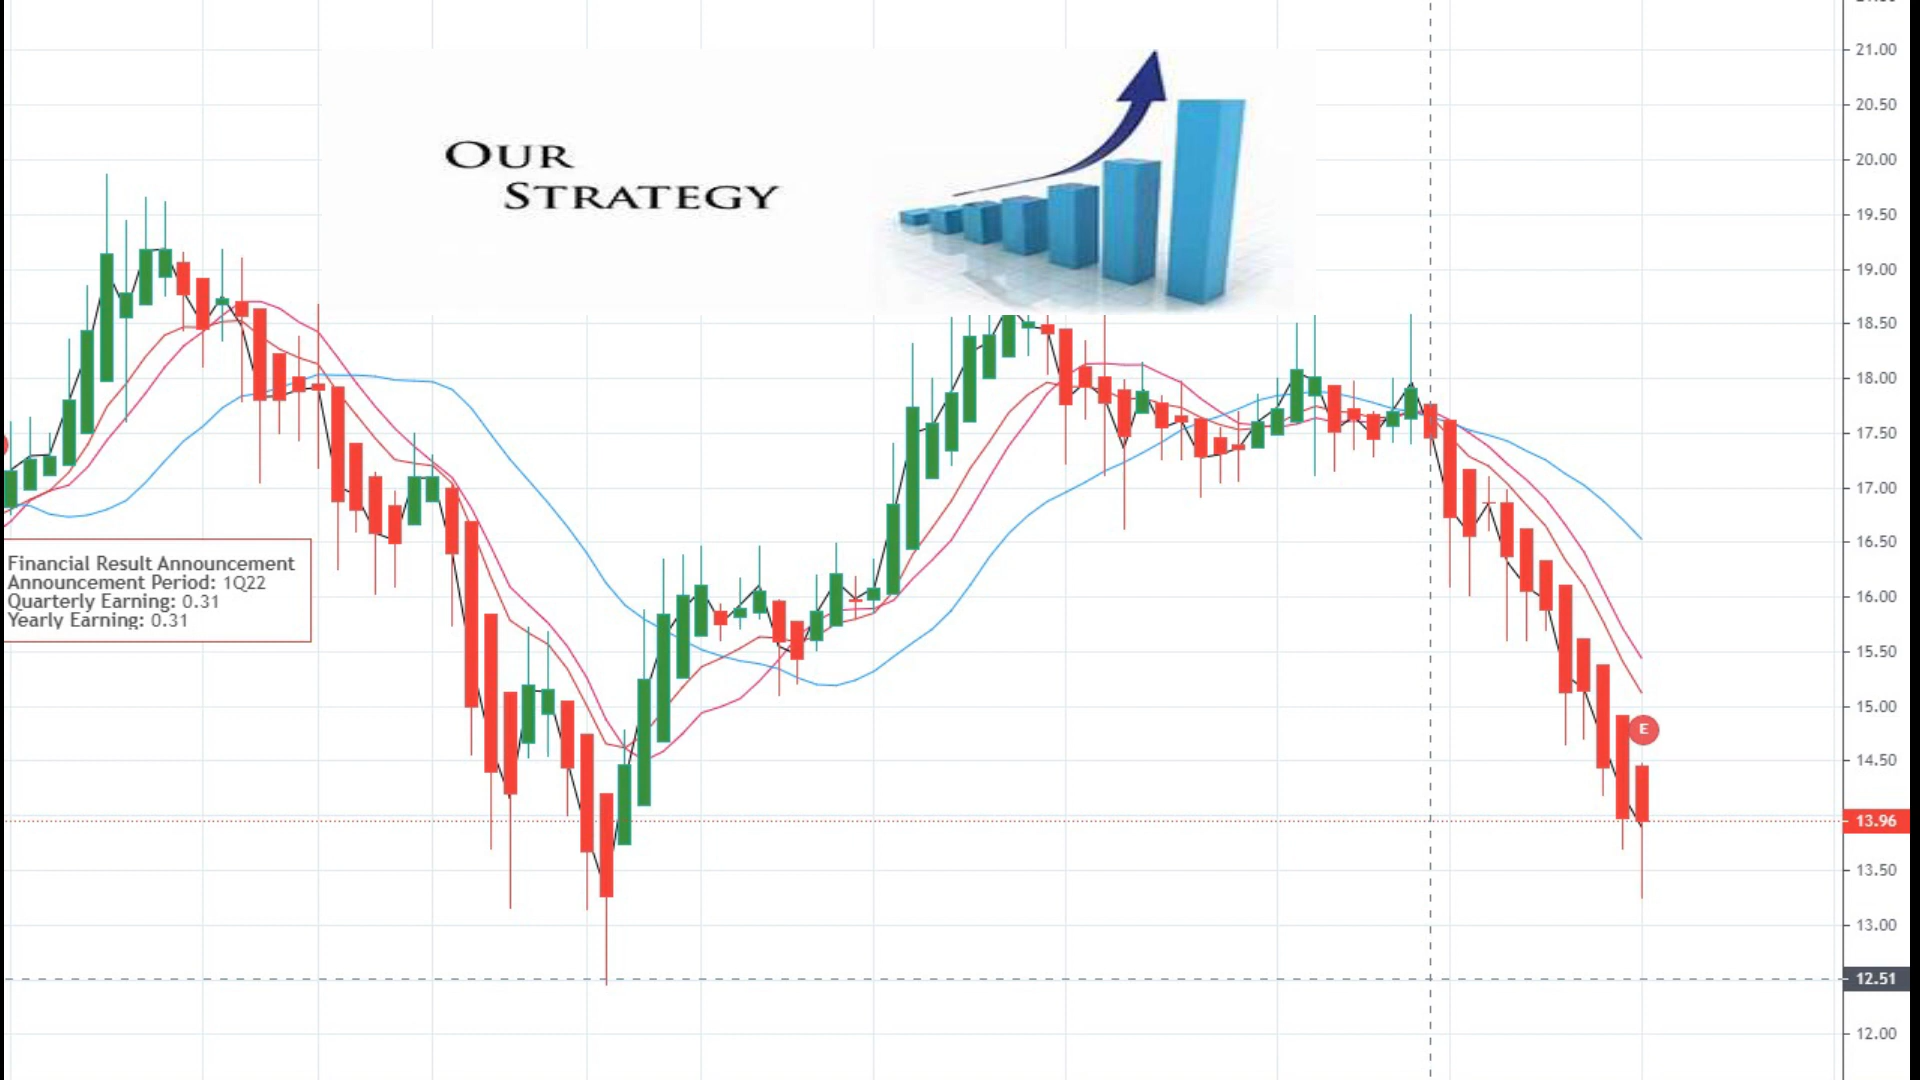 21.00
OUR
STRATEGY
20.50
20.00
19.50
19.00
18.50
18.00
17.50
17.00
16.50
Financial Result Announcement
Announcement Period: 1Q22
Quarterly Earning: 0.31
Yearly Earning: 0.31
16.00
15.50
15.00
E
14.50
13.96
13.50
13.00
12.51
12.00